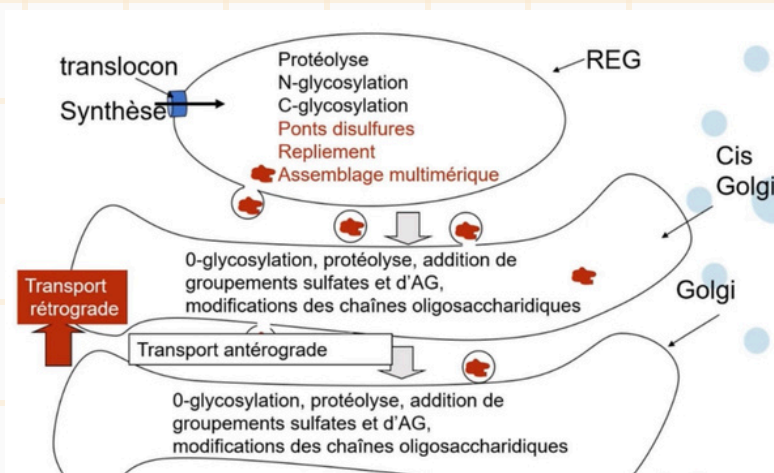 translocon
Synthèse
Protéolyse
N-glycosylation
C-glycosylation
Ponts disulfures
Repliement
Assemblage multimérique
REG
Cis
Golgi
0-glycosylation, protéolyse, addition de
groupements sulfates et d'AG,
modifications des chaînes oligosaccharidiques
Transport
rétrograde
Golgi
Transport antérograde
0-glycosylation, protéolyse, addition de
groupements sulfates et d'AG,
modifications des chaînes oligosaccharidiques